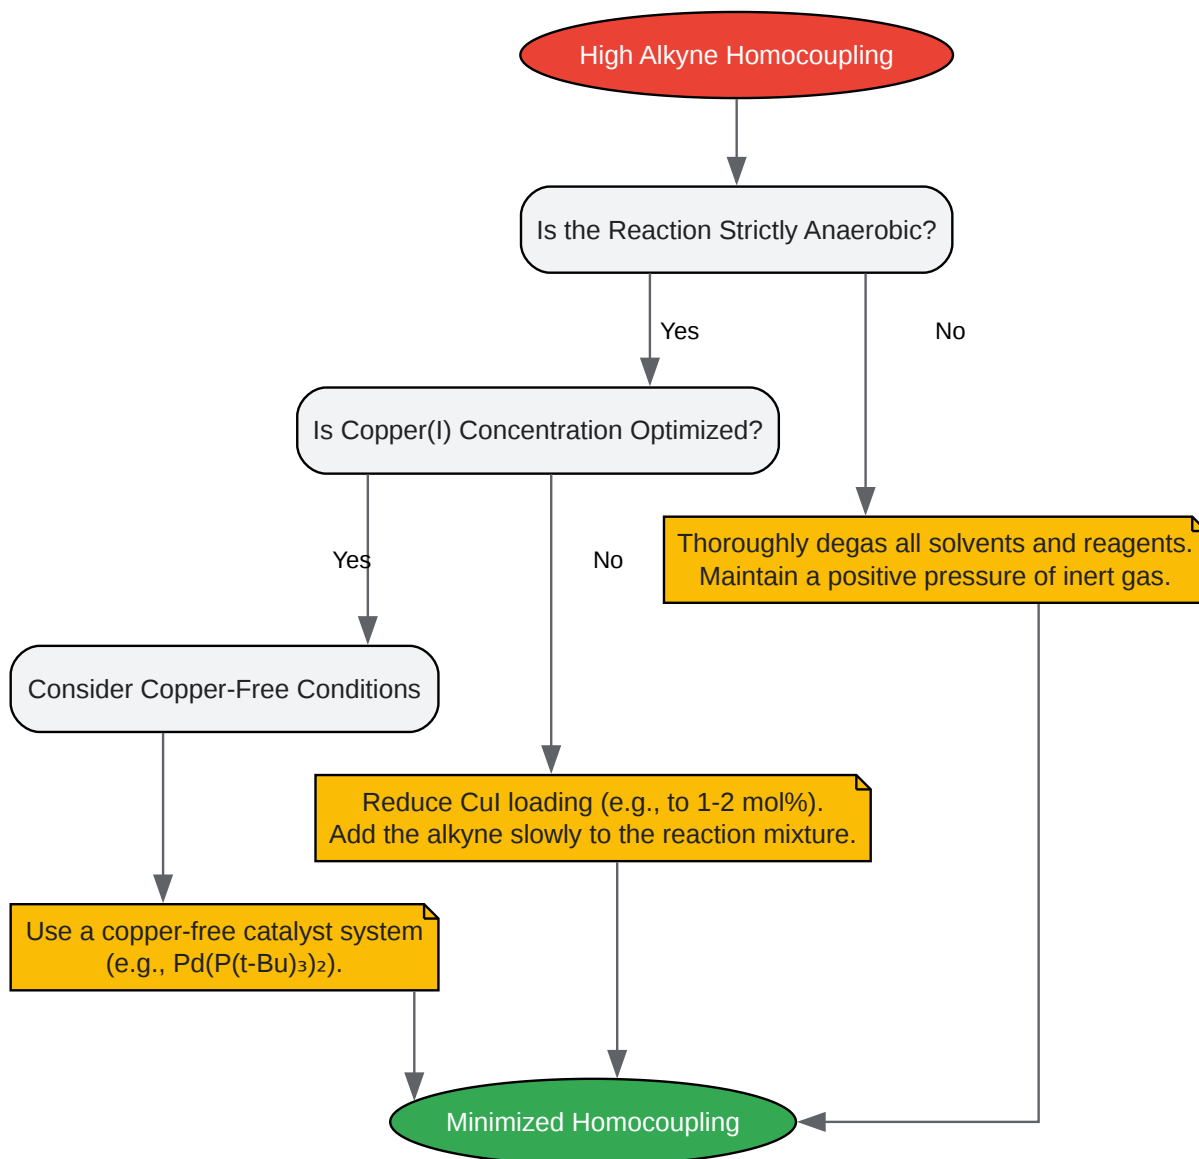 High Alkyne Homocoupling
Is the Reaction Strictly Anaerobic?
Yes
No
Is Copper(I) Concentration Optimized?
Thoroughly degas all solvents and reagents.
Maintain a positive pressure of inert gas.
Yes
No
Consider Copper-Free Conditions
Reduce CuI loading (e.g., to 1-2 mol%).
Add the alkyne slowly to the reaction mixture.
Use a copper-free catalyst system
(e.g., Pd(P(t-Bu)₃)₂).
Minimized Homocoupling